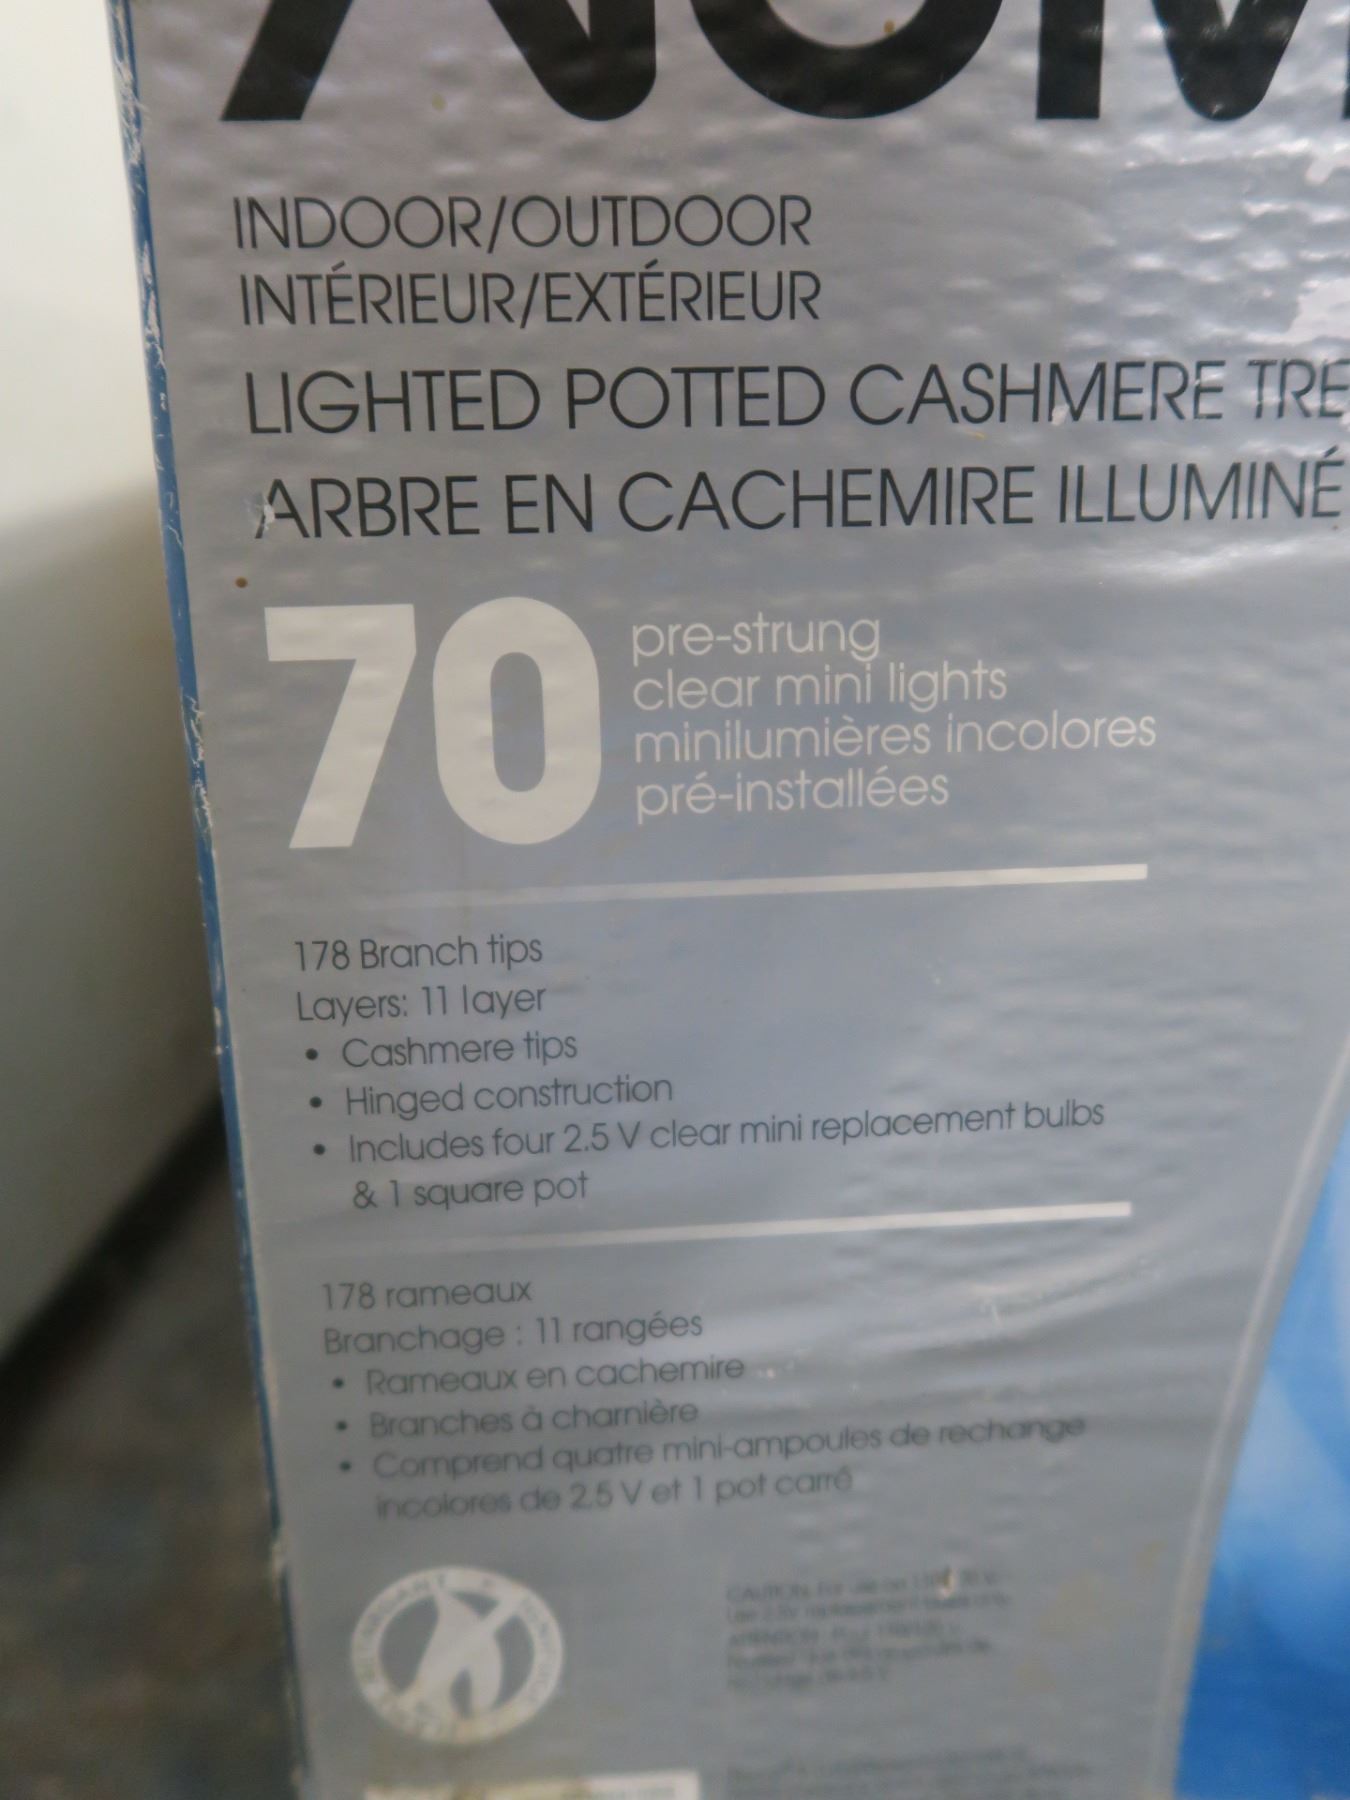 INDOOR/OUTDOOR
INTÉRIEUR/EXTÉRIEUR
LIGHTED POTTED CASHMERE TRE
ARBRE EN CACHEMIRE ILLUMINÉ
70 pre-strung
clear mini lights
minilumières incolores
pré-installées
178 Branch tips
Layers: 11 layer
• Cashmere tips
• Hinged construction
• Includes four 2.5 V clear mini replacement bulbs
& 1 square pot
178 rameaux
Branchage : 11 rangées
• Rameaux en cachemire
• Branches à charnière
• Comprend quatre mini-ampoules de rechange
incolores de 2.5 V et 1 pot carré